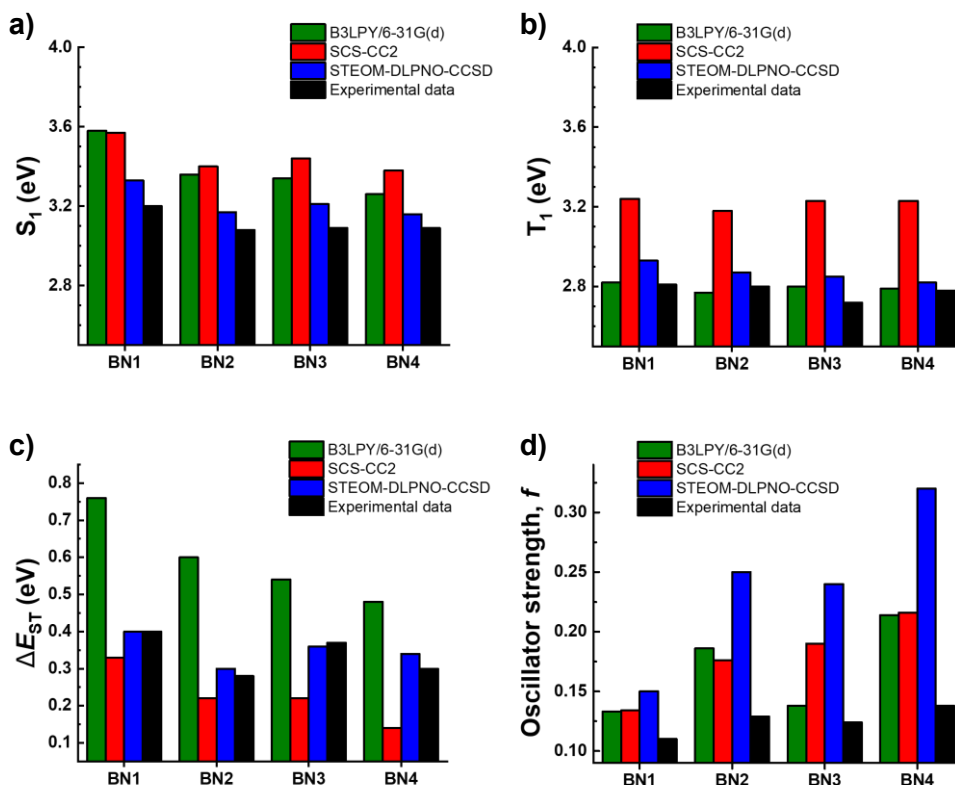 a)
B3LPY/6-31G(d)
SCS-CC2
STEOM-DLPNO-CCSD
Experimental data
4.0
3.6
3.2
2.8
S1 (eV)
BN1 BN2 BN3 BN4
b)
B3LPY/6-31G(d)
SCS-CC2
STEOM-DLPNO-CCSD
Experimental data
4.0
3.6
3.2
2.8
T1 (eV)
BN1 BN2 BN3 BN4
c)
B3LPY/6-31G(d)
SCS-CC2
STEOM-DLPNO-CCSD
Experimental data
0.8
0.7
0.6
0.5
0.4
0.3
0.2
0.1
ΔEST (eV)
BN1 BN2 BN3 BN4
d)
B3LPY/6-31G(d)
SCS-CC2
STEOM-DLPNO-CCSD
Experimental data
0.30
0.25
0.20
0.15
0.10
Oscillator strength, f
BN1 BN2 BN3 BN4